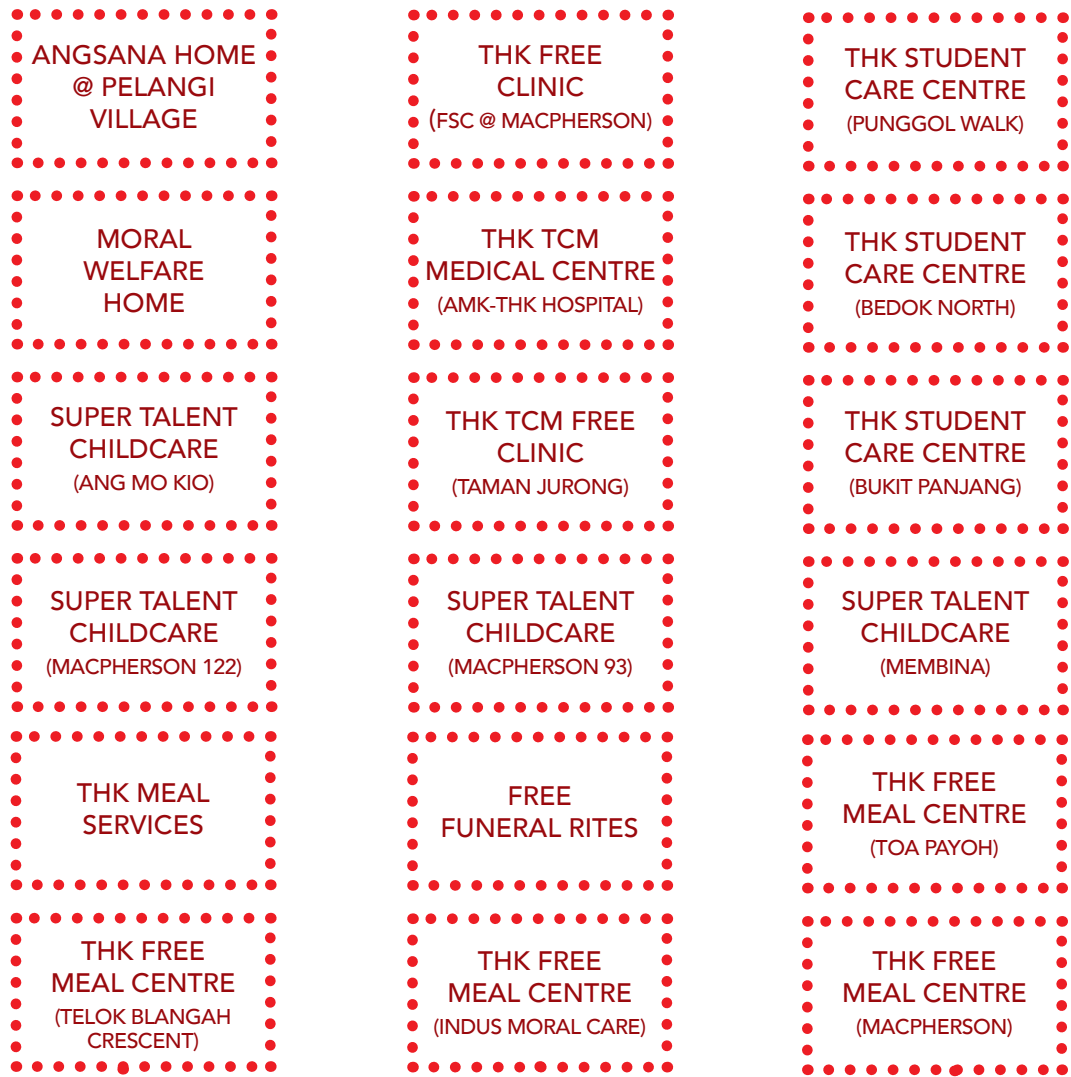 ANGSANA HOME
@ PELANGI
VILLAGE
THK FREE
CLINIC
(FSC @ MACPHERSON)
THK STUDENT
CARE CENTRE
(PUNGGOL WALK)
MORAL
WELFARE
HOME
THK TCM
MEDICAL CENTRE
(AMK-THK HOSPITAL)
THK STUDENT
CARE CENTRE
(BEDOK NORTH)
SUPER TALENT
CHILDCARE
(ANG MO KIO)
THK TCM FREE
CLINIC
(TAMAN JURONG)
THK STUDENT
CARE CENTRE
(BUKIT PANJANG)
SUPER TALENT
CHILDCARE
(MACPHERSON 122)
SUPER TALENT
CHILDCARE
(MACPHERSON 93)
SUPER TALENT
CHILDCARE
(MEMBINA)
THK MEAL
SERVICES
FREE
FUNERAL RITES
THK FREE
MEAL CENTRE
(TOA PAYOH)
THK FREE
MEAL CENTRE
(TELOK BLANGAH
CRESCENT)
THK FREE
MEAL CENTRE
(INDUS MORAL CARE)
THK FREE
MEAL CENTRE
(MACPHERSON)